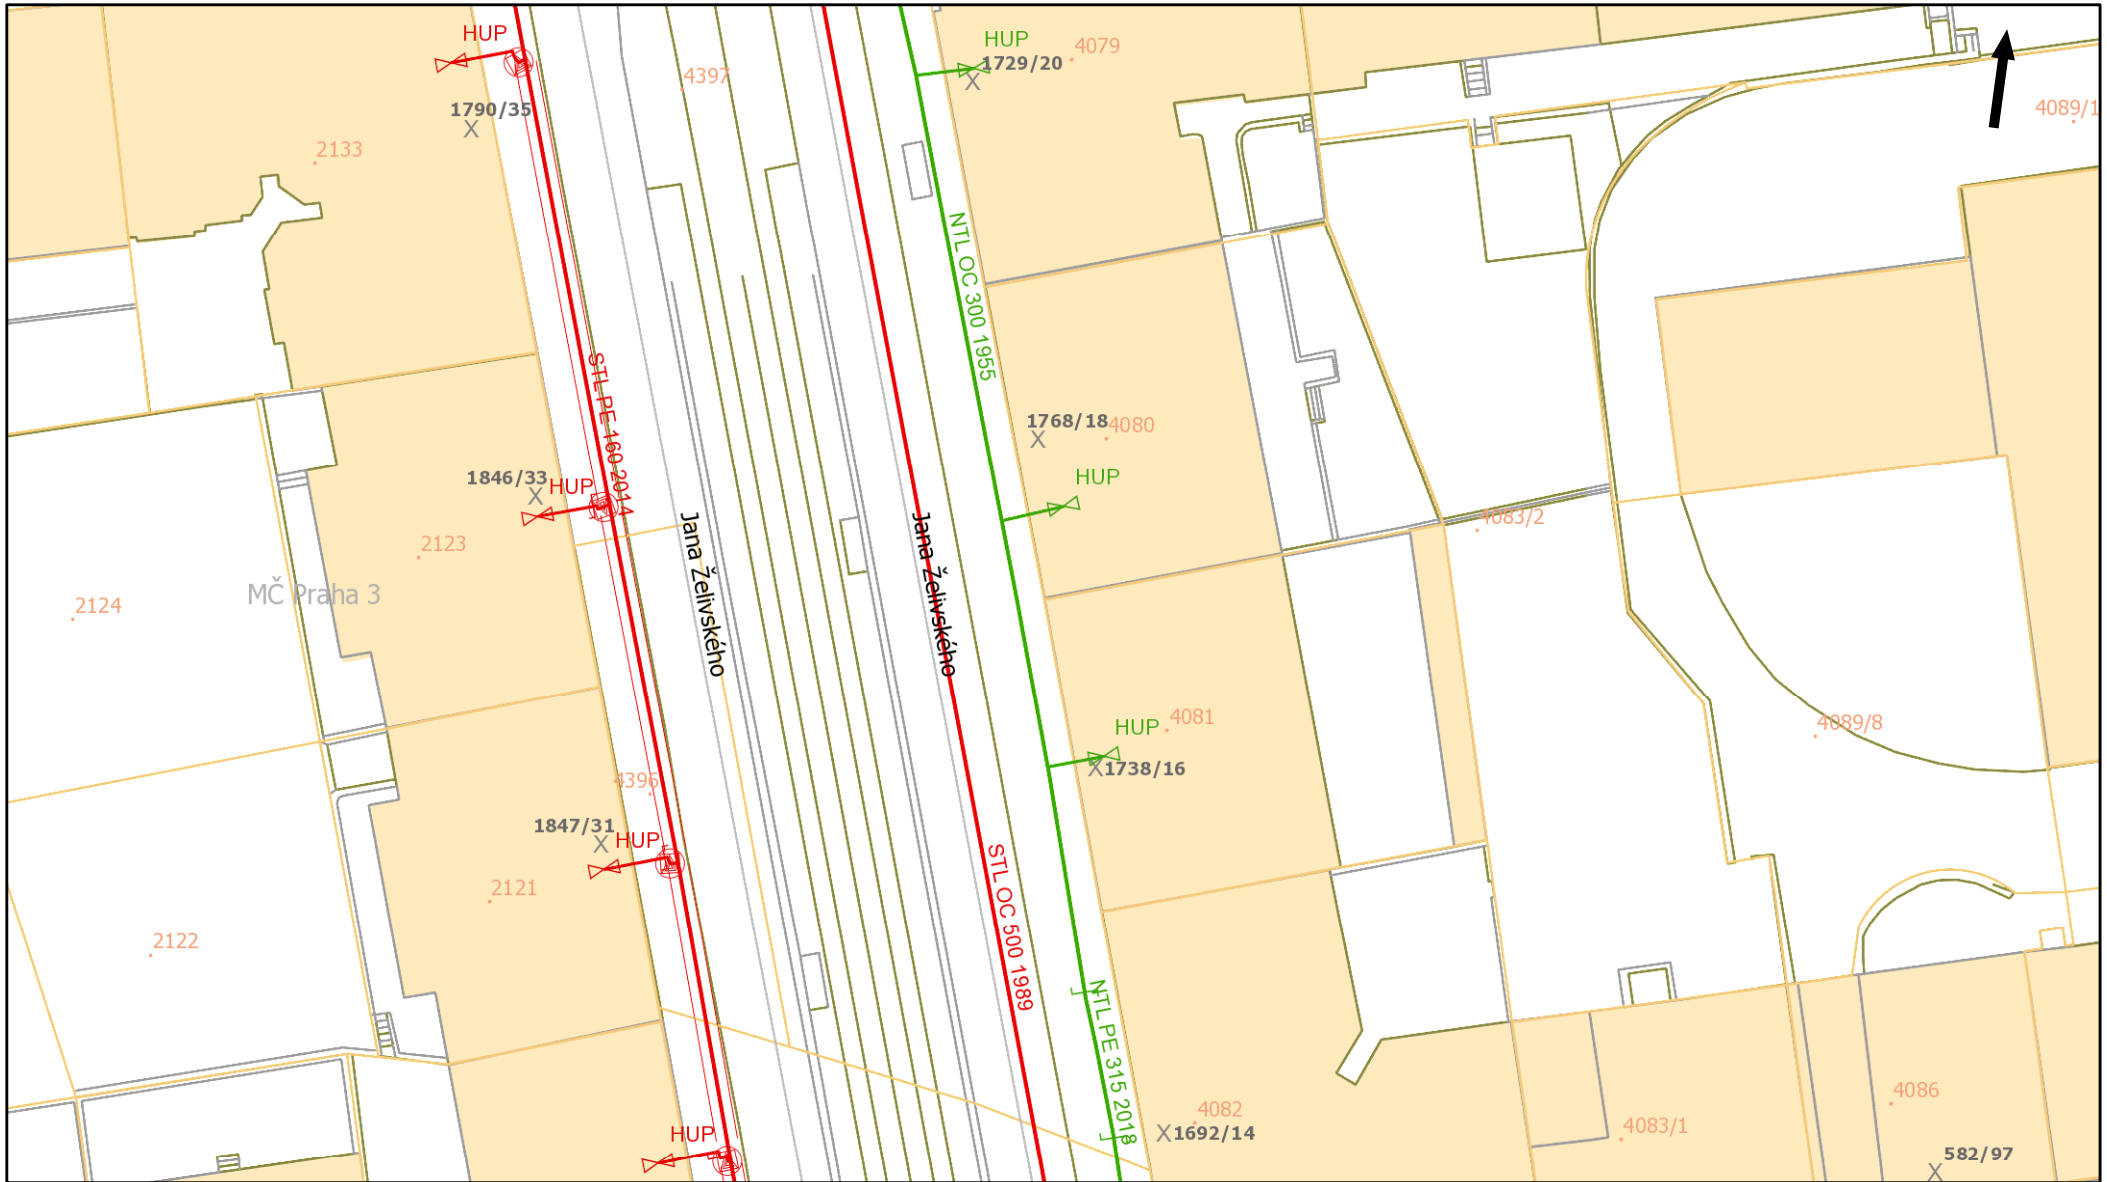 HUP
HUP
4079
1729/20
4397
1790/35
4089/1
2133
NTL OC 300 1955
STL PE 160 2014
1768/18
4080
1846/33
HUP
HUP
4083/2
2123
Jana Želivského
Jana Želivského
MČ Praha 3
2124
4081
HUP
4089/8
1738/16
4396
1847/31
HUP
STL OC 500 1989
2121
2122
NTL PE 315 2018
4086
4082
HUP
1692/14
4083/1
582/97